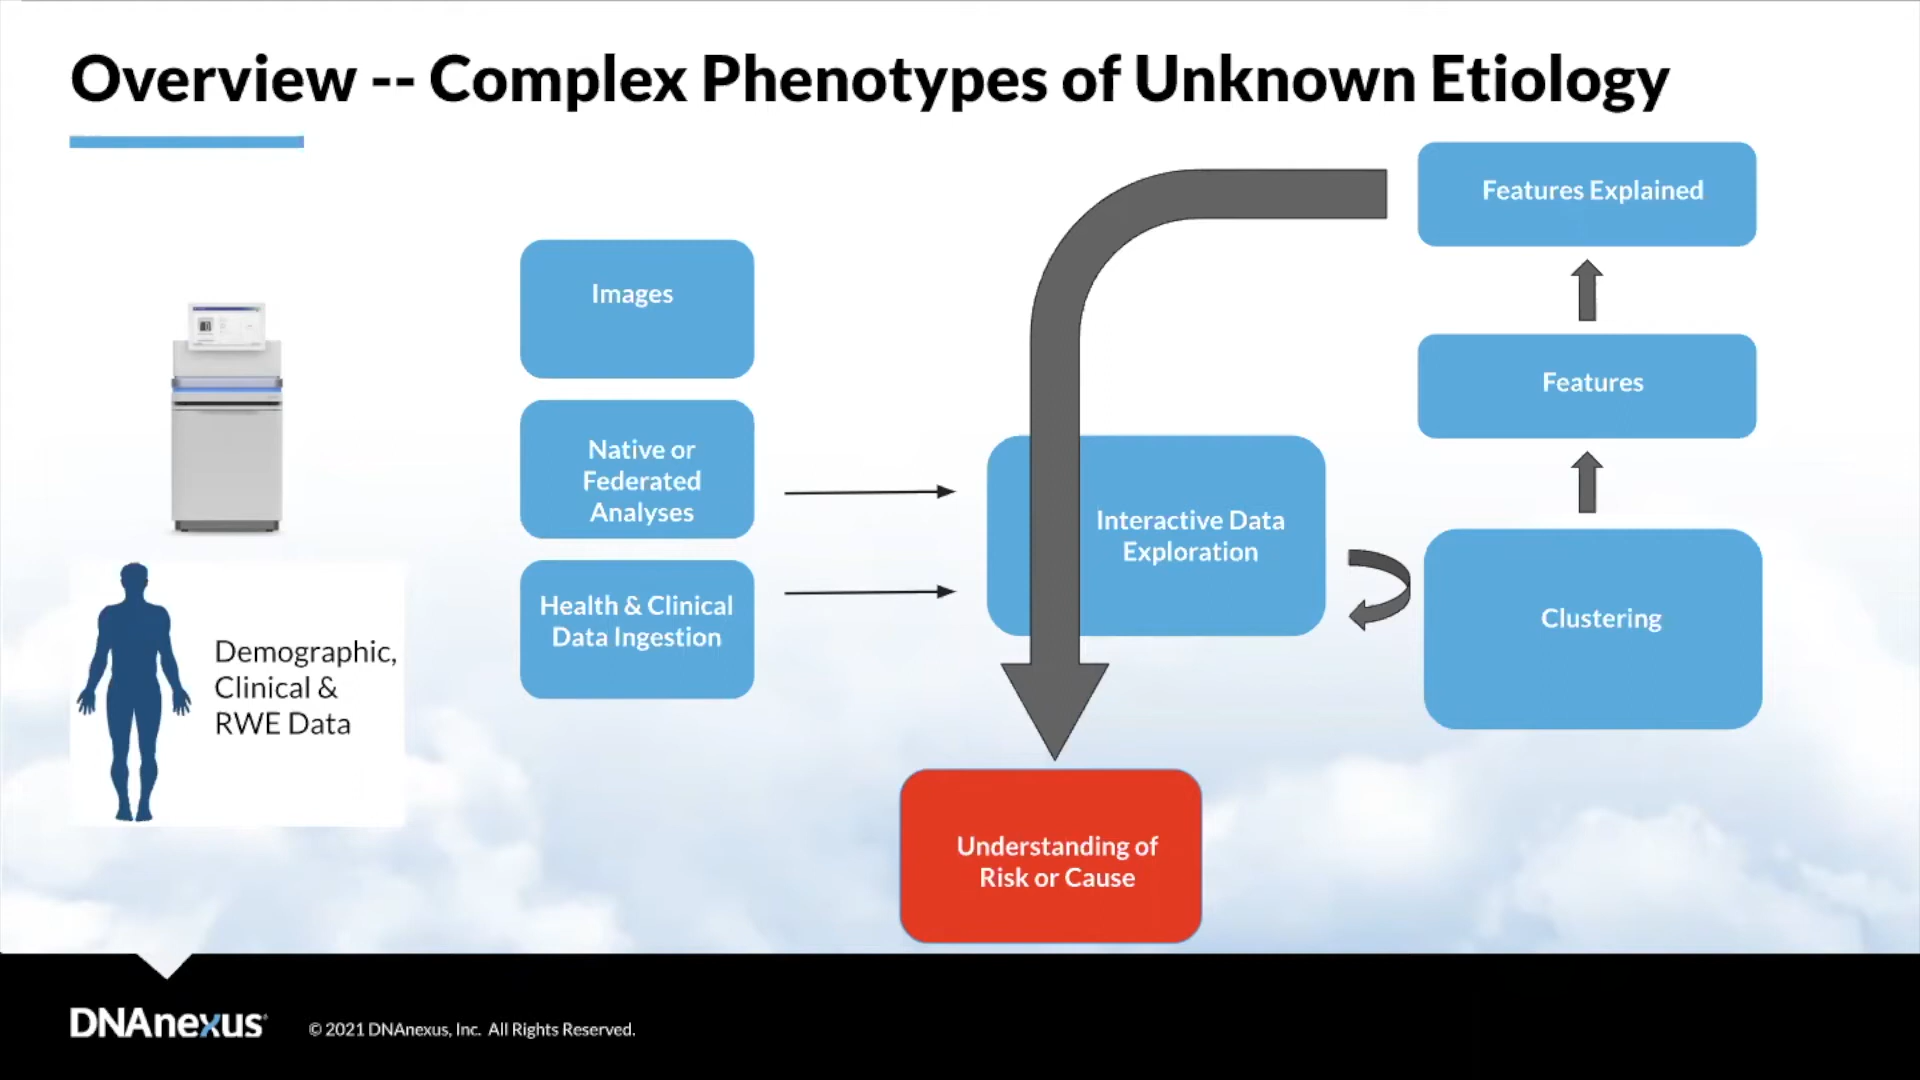 Overview -- Complex Phenotypes of Unknown Etiology
Features Explained
Images
Features
Native or
Federated
Analyses
Interactive Data
Exploration
Health & Clinical
Data Ingestion
Clustering
Demographic,
Clinical &
RWE Data
Understanding of
Risk or Cause
DNAnexus
© 2021 DNAnexus, Inc. All Rights Reserved.